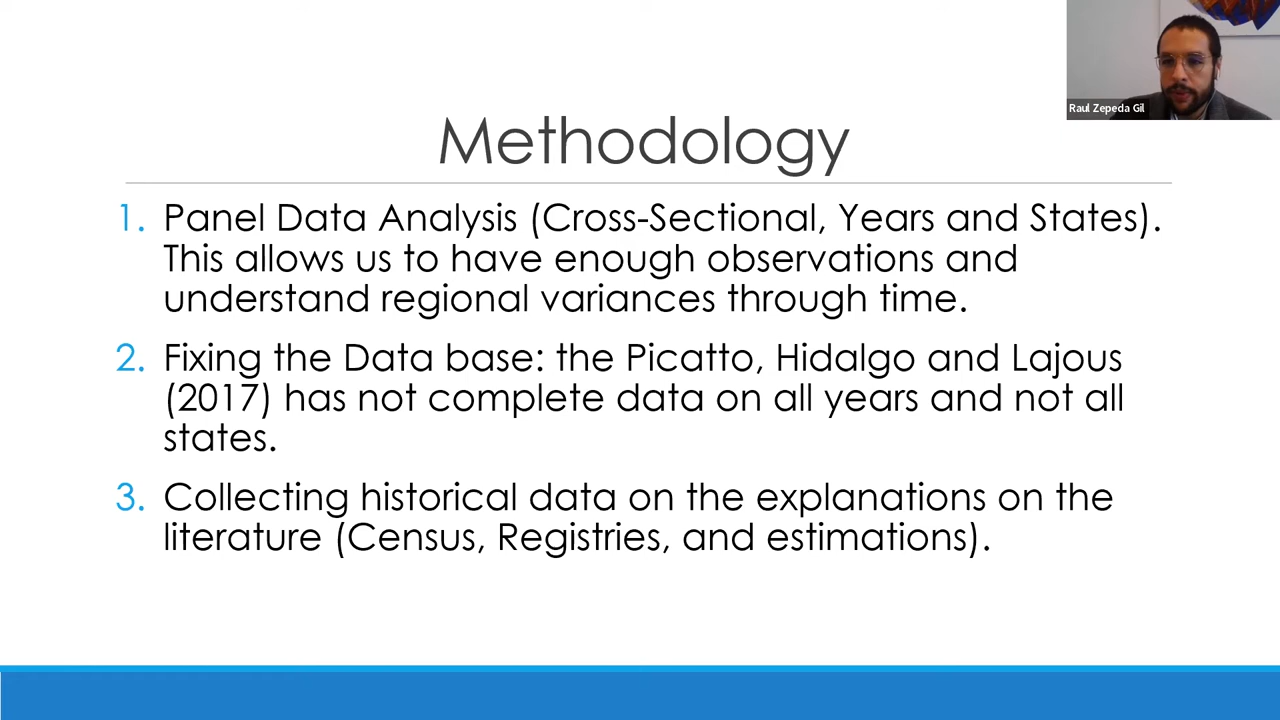 Raul Zepeda Gil
Methodology
1. Panel Data Analysis (Cross-Sectional, Years and States).
This allows us to have enough observations and
understand regional variances through time.
2. Fixing the Data base: the Picatto, Hidalgo and Lajous
(2017) has not complete data on all years and not all
states.
3. Collecting historical data on the explanations on the
literature (Census, Registries, and estimations).